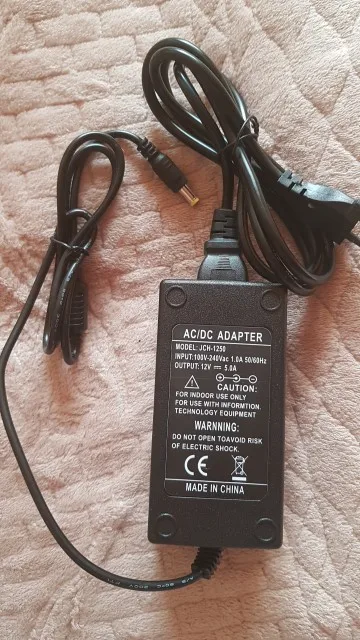 AC/DC ADAPTER
MODEL: JCH-1250
INPUT:100V-240Vac 1.0A 50/60Hz
OUTPUT: 12V 5.0A
CAUTION:
FOR INDOOR USE ONLY
FOR USE WITH INFORMTION.
TECHNOLOGY EQUIPMENT
WARNING:
DO NOT OPEN TOAVOID RISK
OF ELECTRIC SHOCK.
CE
MADE IN CHINA